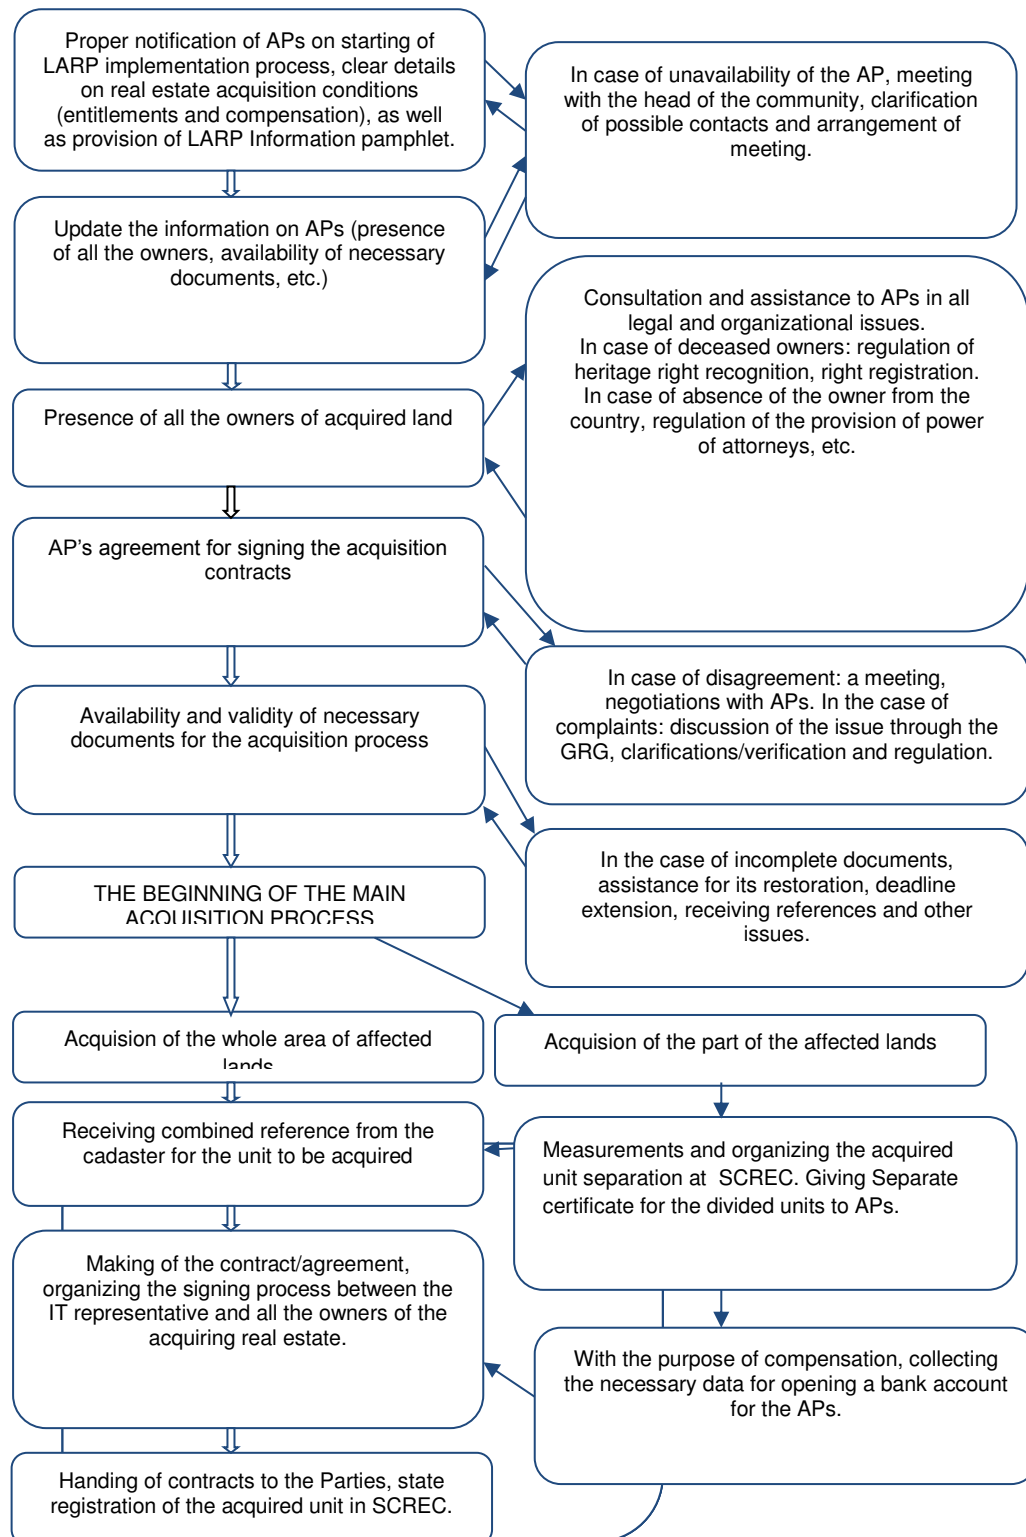 Proper notification of APs on starting of
LARP implementation process, clear details
on real estate acquisition conditions
(entitlements and compensation), as well
as provision of LARP Information pamphlet.
In case of unavailability of the AP, meeting
with the head of the community, clarification
of possible contacts and arrangement of
meeting.
Update the information on APs (presence
of all the owners, availability of necessary
documents, etc.)
Consultation and assistance to APs in all
legal and organizational issues.
In case of deceased owners: regulation of
heritage right recognition, right registration.
In case of absence of the owner from the
country, regulation of the provision of power
of attorneys, etc.
Presence of all the owners of acquired land
AP's agreement for signing the acquisition
contracts
In case of disagreement: a meeting,
negotiations with APs. In the case of
complaints: discussion of the issue through the
GRG, clarifications/verification and regulation.
Availability and validity of necessary
documents for the acquisition process
In the case of incomplete documents,
assistance for its restoration, deadline
extension, receiving references and other
issues.
THE BEGINNING OF THE MAIN
ACQUISITION PROCESS
Acquision of the whole area of affected
lands
Acquision of the part of the affected lands
Receiving combined reference from the
cadaster for the unit to be acquired
Measurements and organizing the acquired
unit separation at SCREC. Giving Separate
certificate for the divided units to APs.
Making of the contract/agreement,
organizing the signing process between the
IT representative and all the owners of the
acquiring real estate.
With the purpose of compensation, collecting
the necessary data for opening a bank account
for the APs.
Handing of contracts to the Parties, state
registration of the acquired unit in SCREC.